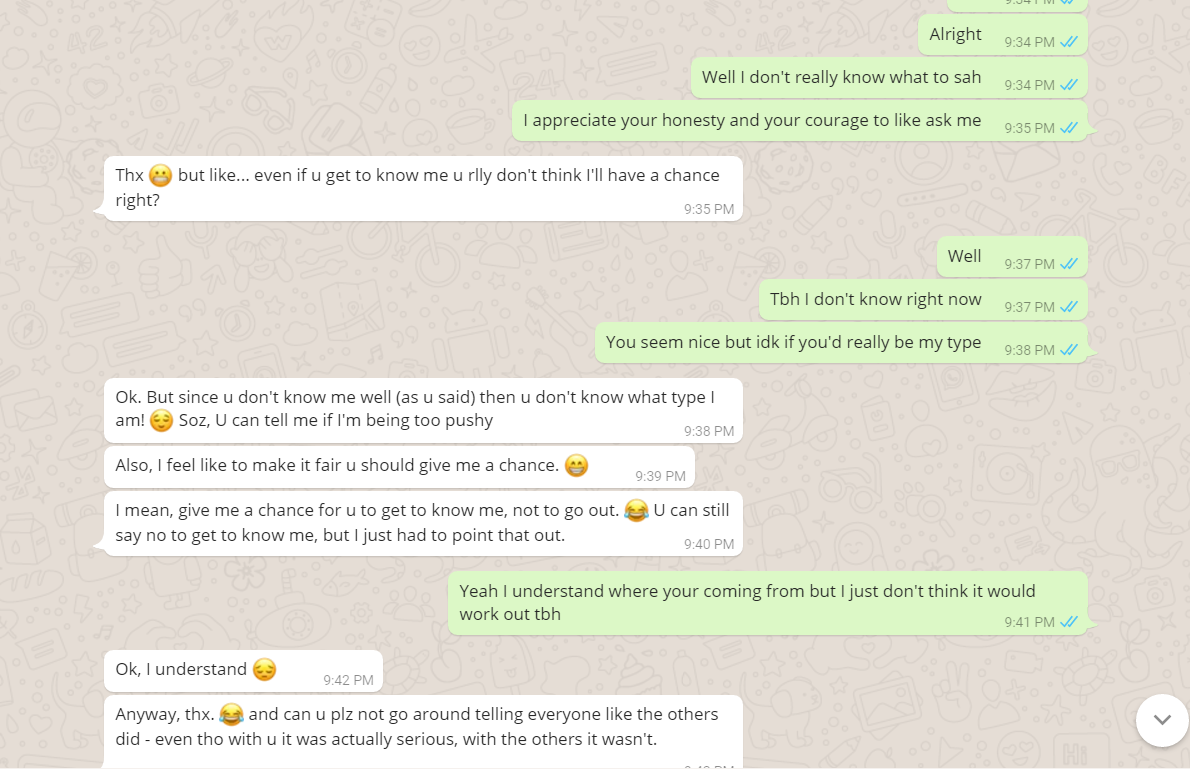 Alright 9:34 PM
Well I don't really know what to sah 9:34 PM
I appreciate your honesty and your courage to like ask me 9:35 PM
Thx 😬 but like... even if u get to know me u rlly don't think I'll have a chance
right?
9:35 PM
Well 9:37 PM
Tbh I don't know right now 9:37 PM
You seem nice but idk if you'd really be my type 9:38 PM
Ok. But since u don't know me well (as u said) then u don't know what type I
am! 😌 Soz, U can tell me if I'm being too pushy
9:38 PM
Also, I feel like to make it fair u should give me a chance. 😁 9:39 PM
I mean, give me a chance for u to get to know me, not to go out. 😂 U can still
say no to get to know me, but I just had to point that out.
9:40 PM
Yeah I understand where your coming from but I just don't think it would
work out tbh
9:41 PM
Ok, I understand 😔 9:42 PM
Anyway, thx. 😂 and can u plz not go around telling everyone like the others
did - even tho with u it was actually serious, with the others it wasn't.